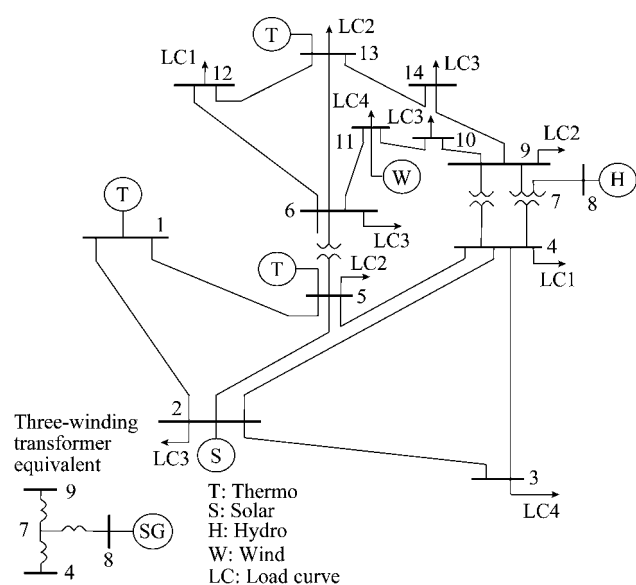 LC2
T
13
LC1
12
14
LC3
LC4
LC3
11
10
LC2
9
W
H
T
6
7
8
1
LC3
4
T
LC2
LC1
5
2
Three-winding
transformer
equivalent
LC3
S
3
9
T: Thermo
LC4
S: Solar
7
SG
H: Hydro
8
W: Wind
4
LC: Load curve